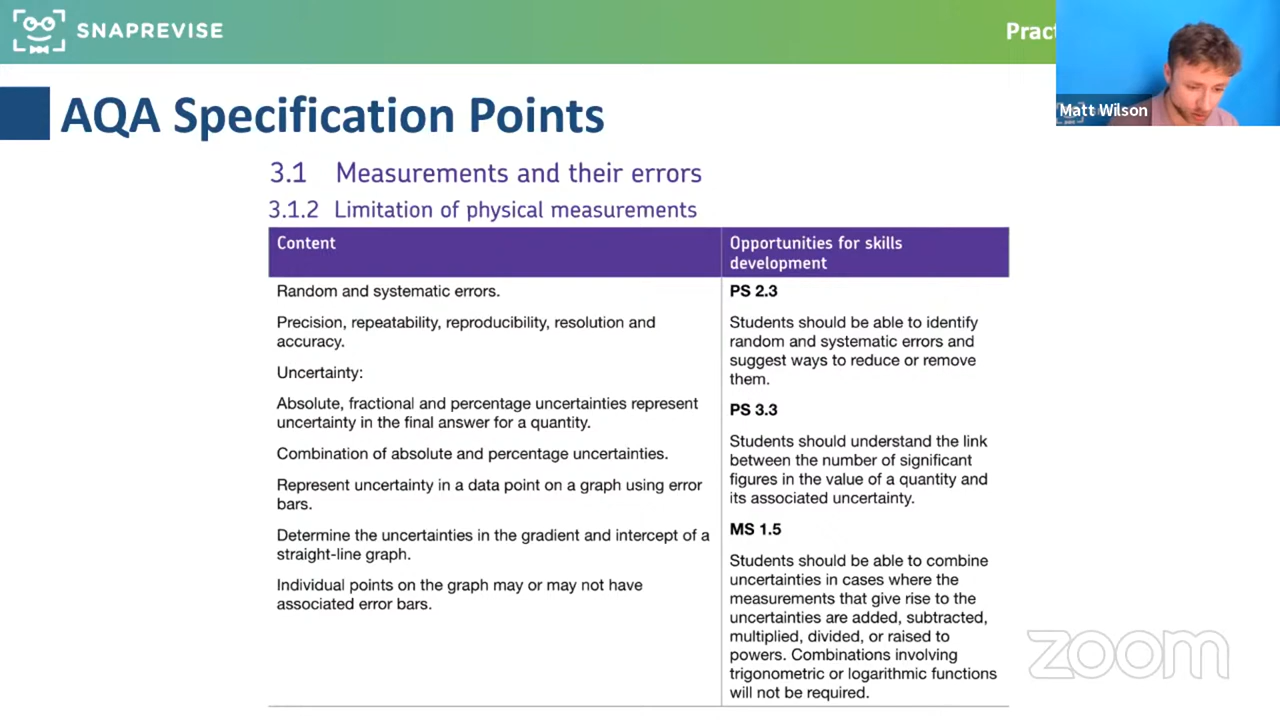 SNAPREVISE
Pract
Matt Wilson
AQA Specification Points
3.1 Measurements and their errors
3.1.2 Limitation of physical measurements
Content
Opportunities for skills
development
Random and systematic errors.
Precision, repeatability, reproducibility, resolution and
accuracy.
Uncertainty:
Absolute, fractional and percentage uncertainties represent
uncertainty in the final answer for a quantity.
Combination of absolute and percentage uncertainties.
Represent uncertainty in a data point on a graph using error
bars.
Determine the uncertainties in the gradient and intercept of a
straight-line graph.
Individual points on the graph may or may not have
associated error bars.
PS 2.3
Students should be able to identify
random and systematic errors and
suggest ways to reduce or remove
them.
PS 3.3
Students should understand the link
between the number of significant
figures in the value of a quantity and
its associated uncertainty.
MS 1.5
Students should be able to combine
uncertainties in cases where the
measurements that give rise to the
uncertainties are added, subtracted,
multiplied, divided, or raised to
powers. Combinations involving
trigonometric or logarithmic functions
will not be required.
zoom